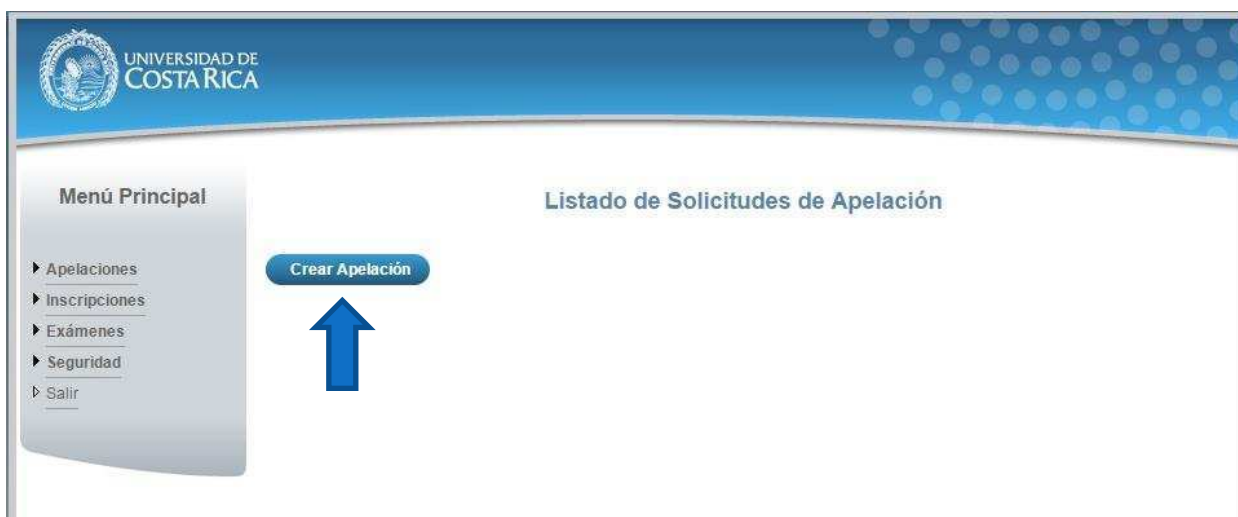 UNIVERSIDAD DE
COSTA RICA
Menú Principal
Apelaciones
Inscripciones
Exámenes
Seguridad
Salir
Listado de Solicitudes de Apelación
Crear Apelación